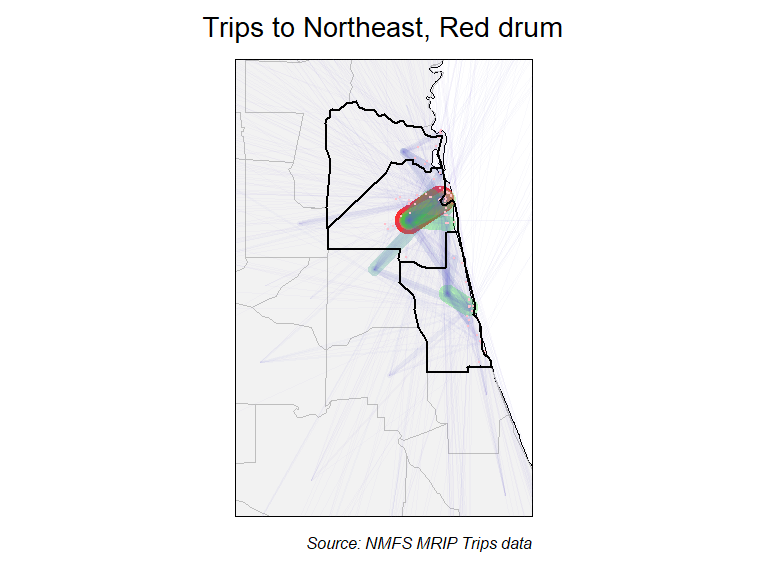 Trips to Northeast, Red drum
Source: NMFS MRIP Trips data